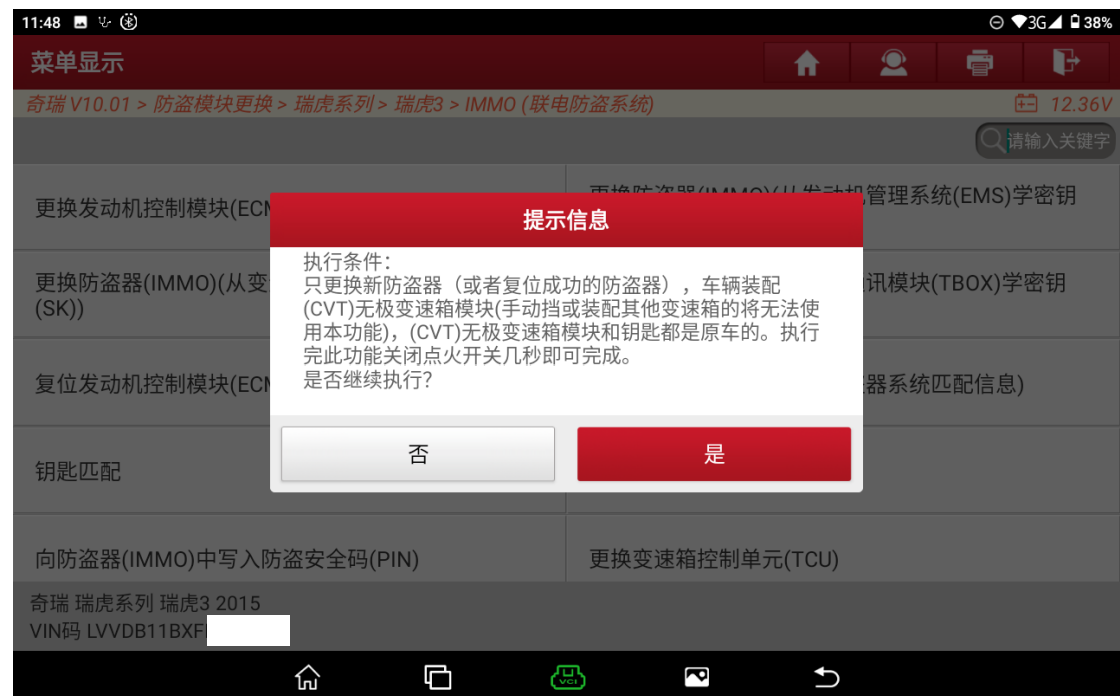 11:48
3G 38%
菜单显示
奇瑞 V10.01 > 防盗模块更换 > 瑞虎系列 > 瑞虎3 > IMMO (联电防盗系统)
12.36V
请输入关键字
更换发动机控制模块(ECM
更换防盗器(IMMO)(从发动机管理系统(EMS)学密钥
更换防盗器(IMMO)(从变
(SK))
讯模块(TBOX)学密钥
复位发动机控制模块(ECM
器系统匹配信息)
钥匙匹配
向防盗器(IMMO)中写入防盗安全码(PIN)
更换变速箱控制单元(TCU)
提示信息
执行条件：
只更换新防盗器（或者复位成功的防盗器），车辆装配
(CVT)无极变速箱模块(手动挡或装配其他变速箱的将无法使
用本功能)，(CVT)无极变速箱模块和钥匙都是原车的。执行
完此功能关闭点火开关几秒即可完成。
是否继续执行？
否
是
奇瑞 瑞虎系列 瑞虎3 2015
VIN码 LVVDB11BXF
VCI